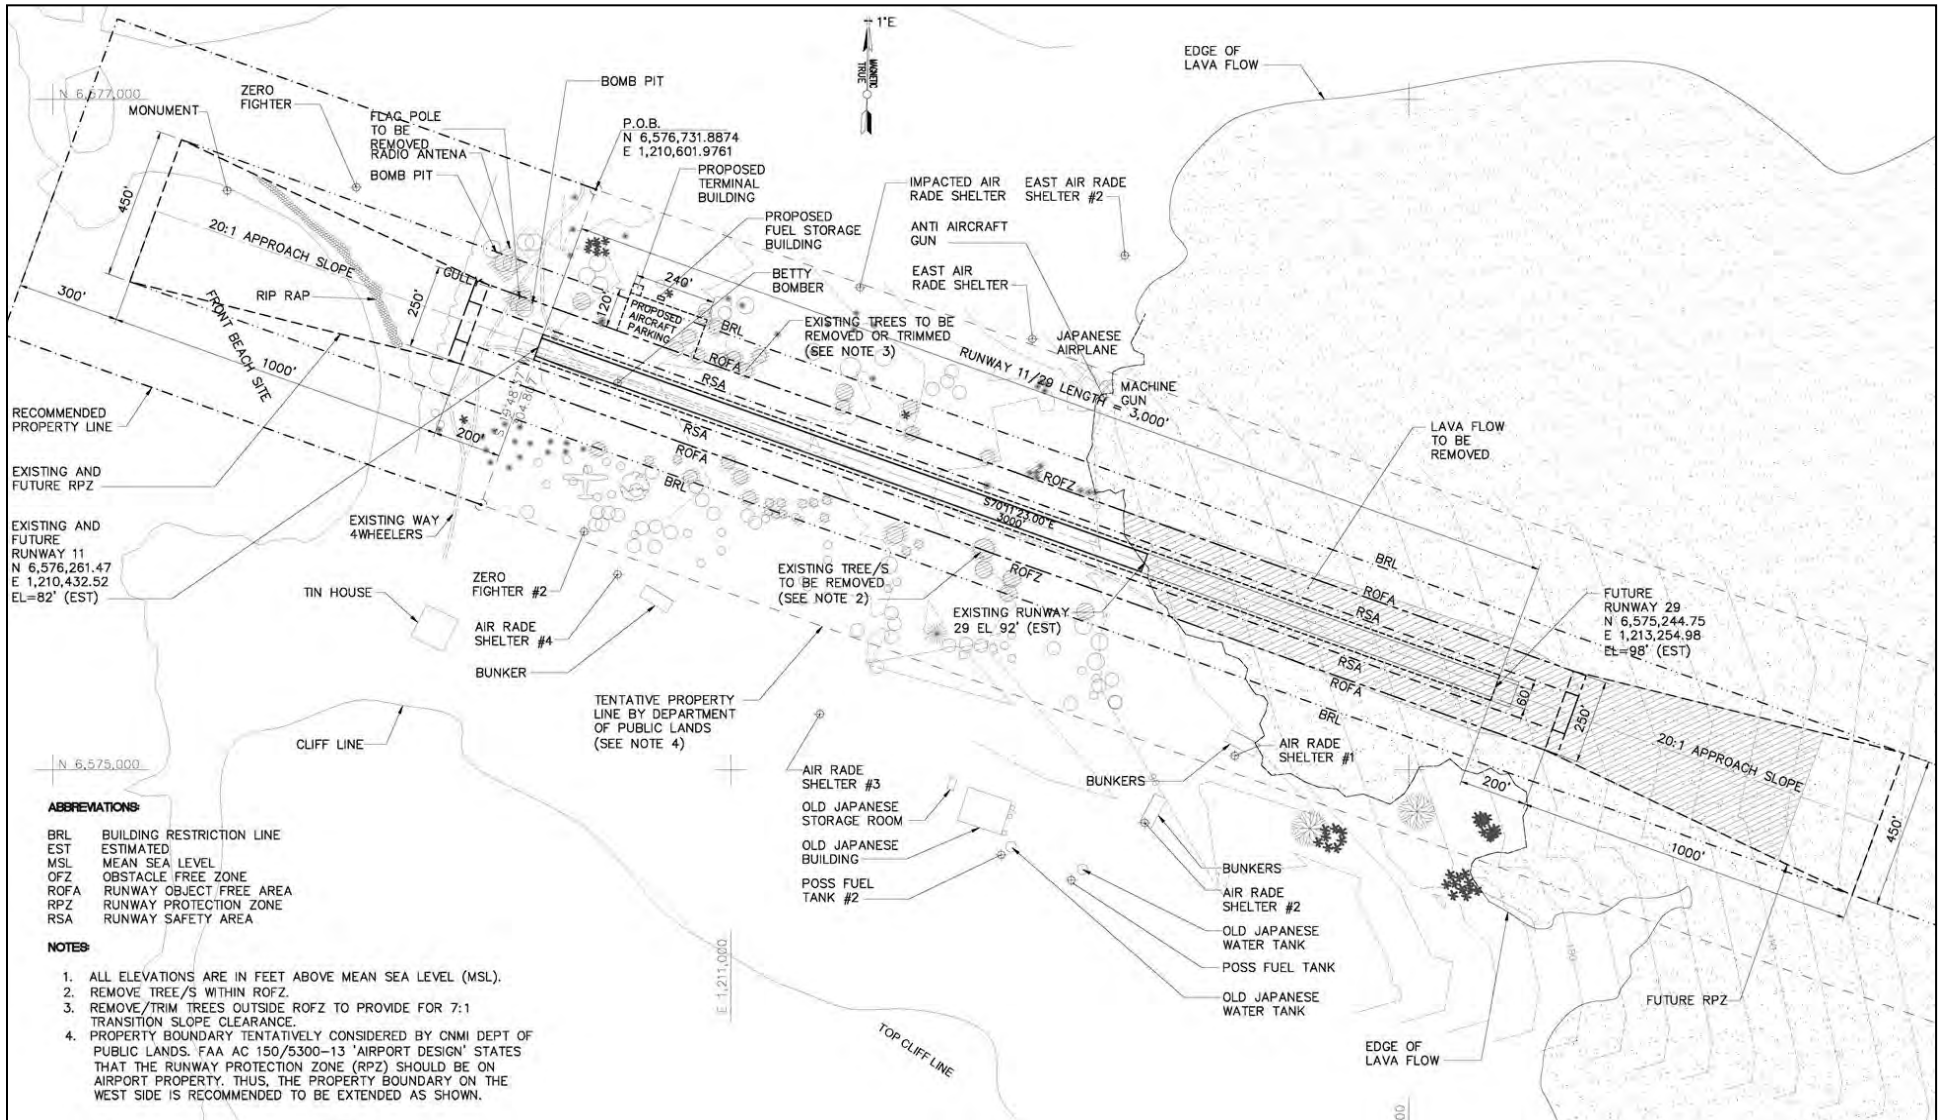 1°E
TRUE
MAGNETIC
EDGE OF
LAVA FLOW
N 6,577,000
MONUMENT
ZERO
FIGHTER
FLAG POLE
TO BE
REMOVED
RADIO ANTENA
BOMB PIT
BOMB PIT
P.O.B.
N 6,576,731.8874
E 1,210,601.9761
PROPOSED
TERMINAL
BUILDING
PROPOSED
FUEL STORAGE
BUILDING
BETTY
BOMBER
IMPACTED AIR
RADE SHELTER
EAST AIR RADE
SHELTER #2
ANTI AIRCRAFT
GUN
EAST AIR
RADE SHELTER
JAPANESE
AIRPLANE
MACHINE
GUN
450'
20:1 APPROACH SLOPE
RIP RAP
GULLY
250'
300'
1000'
FRONT BEACH SITE
200'
240'
120'
PROPOSED
AIRCRAFT
PARKING
BRL
ROFA
RSA
EXISTING TREES TO BE
REMOVED OR TRIMMED
(SEE NOTE 3)
RUNWAY 11/29 LENGTH = 3,000'
RECOMMENDED
PROPERTY LINE
EXISTING AND
FUTURE RPZ
EXISTING AND
FUTURE
RUNWAY 11
N 6,576,261.47
E 1,210,432.52
EL=82' (EST)
EXISTING WAY
4WHEELERS
RSA
ROFA
BRL
ROFZ
S70°11'23.00"E
3000'
LAVA FLOW
TO BE
REMOVED
TIN HOUSE
ZERO
FIGHTER #2
AIR RADE
SHELTER #4
BUNKER
EXISTING TREE/S
TO BE REMOVED
(SEE NOTE 2)
ROFZ
EXISTING RUNWAY
29 EL 92' (EST)
BRL
ROFA
RSA
FUTURE
RUNWAY 29
N 6,575,244.75
E 1,213,254.98
EL=98' (EST)
RSA
ROFA
BRL
60'
250'
20:1 APPROACH SLOPE
TENTATIVE PROPERTY
LINE BY DEPARTMENT
OF PUBLIC LANDS
(SEE NOTE 4)
CLIFF LINE
N 6,575,000
AIR RADE
SHELTER #3
OLD JAPANESE
STORAGE ROOM
OLD JAPANESE
BUILDING
POSS FUEL
TANK #2
BUNKERS
AIR RADE
SHELTER #1
200'
1000'
450'
BUNKERS
AIR RADE
SHELTER #2
OLD JAPANESE
WATER TANK
POSS FUEL TANK
OLD JAPANESE
WATER TANK
FUTURE RPZ
EDGE OF
LAVA FLOW
E 1,211,000
TOP CLIFF LINE
ABBREVIATIONS:
BRL BUILDING RESTRICTION LINE
EST ESTIMATED
MSL MEAN SEA LEVEL
OFZ OBSTACLE FREE ZONE
ROFA RUNWAY OBJECT FREE AREA
RPZ RUNWAY PROTECTION ZONE
RSA RUNWAY SAFETY AREA
NOTES:
1. ALL ELEVATIONS ARE IN FEET ABOVE MEAN SEA LEVEL (MSL).
2. REMOVE TREE/S WITHIN ROFZ.
3. REMOVE/TRIM TREES OUTSIDE ROFZ TO PROVIDE FOR 7:1
TRANSITION SLOPE CLEARANCE.
4. PROPERTY BOUNDARY TENTATIVELY CONSIDERED BY CNMI DEPT OF
PUBLIC LANDS. FAA AC 150/5300-13 'AIRPORT DESIGN' STATES
THAT THE RUNWAY PROTECTION ZONE (RPZ) SHOULD BE ON
AIRPORT PROPERTY. THUS, THE PROPERTY BOUNDARY ON THE
WEST SIDE IS RECOMMENDED TO BE EXTENDED AS SHOWN.